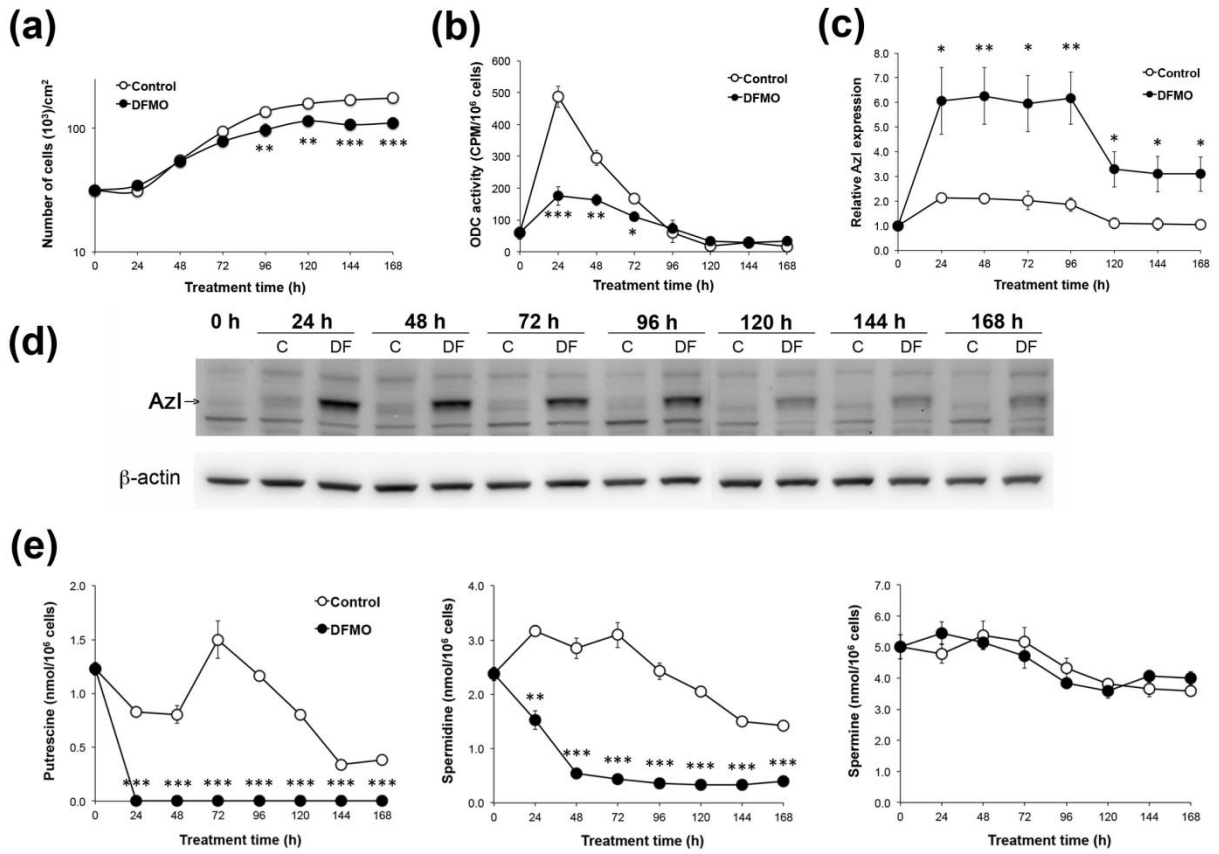 (a)
Number of cells (10³)/cm²
Control
DFMO
100
10
** ** *** ***
0 24 48 72 96 120 144 168
Treatment time (h)
(b)
ODC activity (CPM/10⁶ cells)
600
500
400
300
200
100
0
Control
DFMO
*** ** *
0 24 48 72 96 120 144 168
Treatment time (h)
(c)
Relative AzI expression
8.0
7.0
6.0
5.0
4.0
3.0
2.0
1.0
0.0
* ** * ** * * *
Control
DFMO
0 24 48 72 96 120 144 168
Treatment time (h)
(d)
0 h 24 h 48 h 72 h 96 h 120 h 144 h 168 h
C DF C DF C DF C DF C DF C DF C DF
AzI→
β-actin
(e)
Putrescine (nmol/10⁶ cells)
2.0
1.5
1.0
0.5
0.0
Control
DFMO
*** *** *** *** *** *** ***
0 24 48 72 96 120 144 168
Treatment time (h)
Spermidine (nmol/10⁶ cells)
4.0
3.0
2.0
1.0
0.0
** *** *** *** *** *** ***
0 24 48 72 96 120 144 168
Treatment time (h)
Spermine (nmol/10⁶ cells)
7.0
6.0
5.0
4.0
3.0
2.0
1.0
0.0
0 24 48 72 96 120 144 168
Treatment time (h)